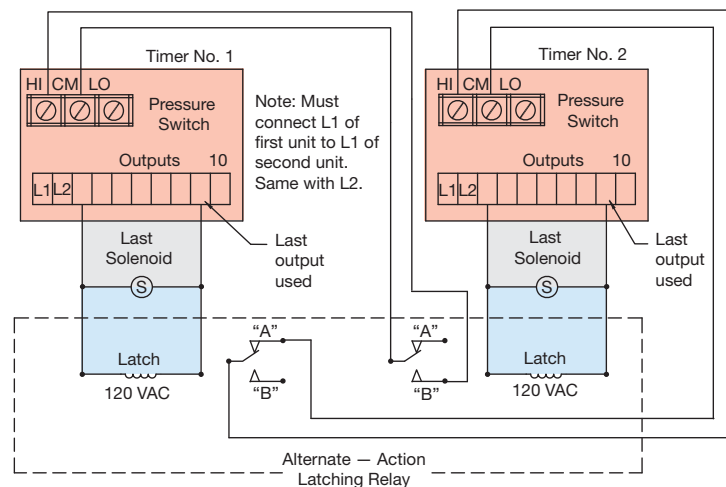 Timer No. 1
HI CM LO
Pressure
Switch
Outputs 10
L1 L2
Last
Solenoid
S
Last
output
used
Latch
120 VAC
Note: Must
connect L1 of
first unit to L1 of
second unit.
Same with L2.
Timer No. 2
HI CM LO
Pressure
Switch
Outputs 10
L1 L2
Last
Solenoid
S
Last
output
used
Latch
120 VAC
“A”
“B”
“A”
“B”
Alternate — Action
Latching Relay